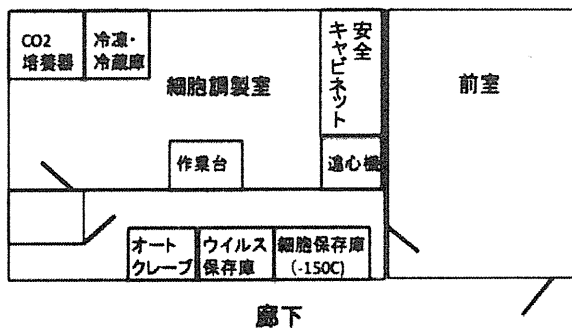 CO2
培養器
冷凍・
冷蔵庫
安全
キャビネット
細胞調製室
前室
作業台
遠心機
オート
クレーブ
ウイルス
保存庫
細胞保存庫
(-150C)
廊下